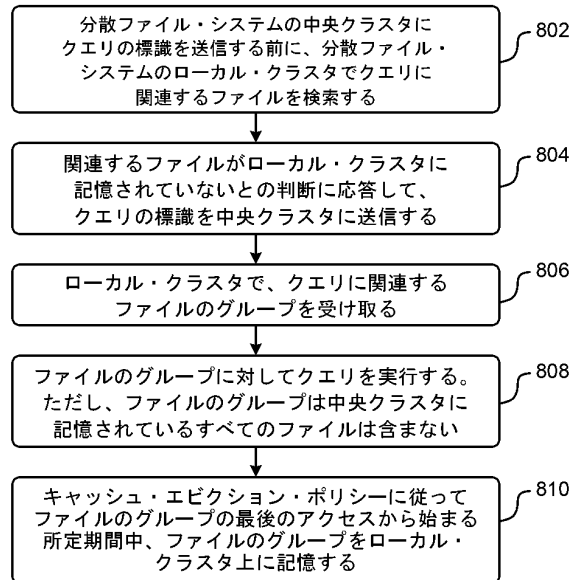 分散ファイル・システムの中央クラスタに
クエリの標識を送信する前に、分散ファイル・
システムのローカル・クラスタでクエリに
関連するファイルを検索する
802
関連するファイルがローカル・クラスタに
記憶されていないとの判断に応答して、
クエリの標識を中央クラスタに送信する
804
ローカル・クラスタで、クエリに関連する
ファイルのグループを受け取る
806
ファイルのグループに対してクエリを実行する。
ただし、ファイルのグループは中央クラスタに
記憶されているすべてのファイルは含まない
808
キャッシュ・エビクション・ポリシーに従って
ファイルのグループの最後のアクセスから始まる
所定期間中、ファイルのグループをローカル・
クラスタ上に記憶する
810